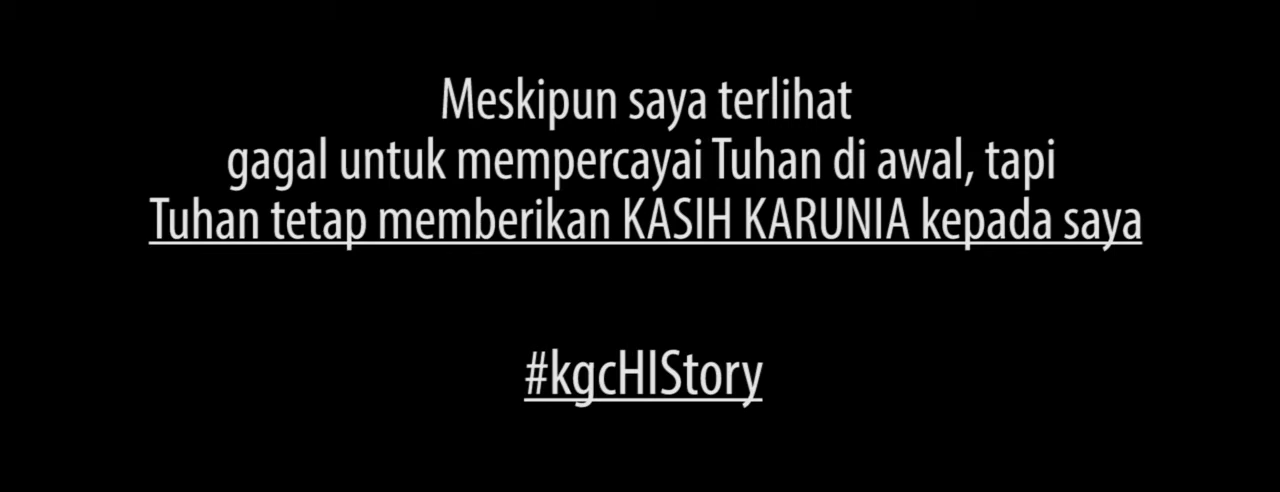 Meskipun saya terlihat
gagal untuk mempercayai Tuhan di awal, tapi
Tuhan tetap memberikan KASIH KARUNIA kepada saya
#kgcHIStory